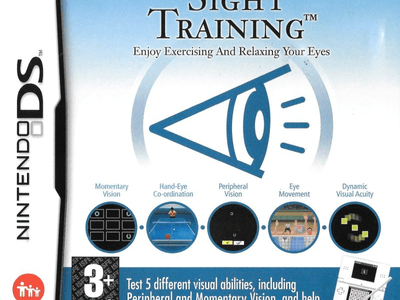 SIGHT
TRAINING™
Enjoy Exercising And Relaxing Your Eyes
NINTENDO DS™
Momentary
Vision
Hand-Eye
Co-ordination
Peripheral
Vision
Eye
Movement
Dynamic
Visual Acuity
3+
Test 5 different visual abilities, including
Peripheral and Momentary Vision, and help